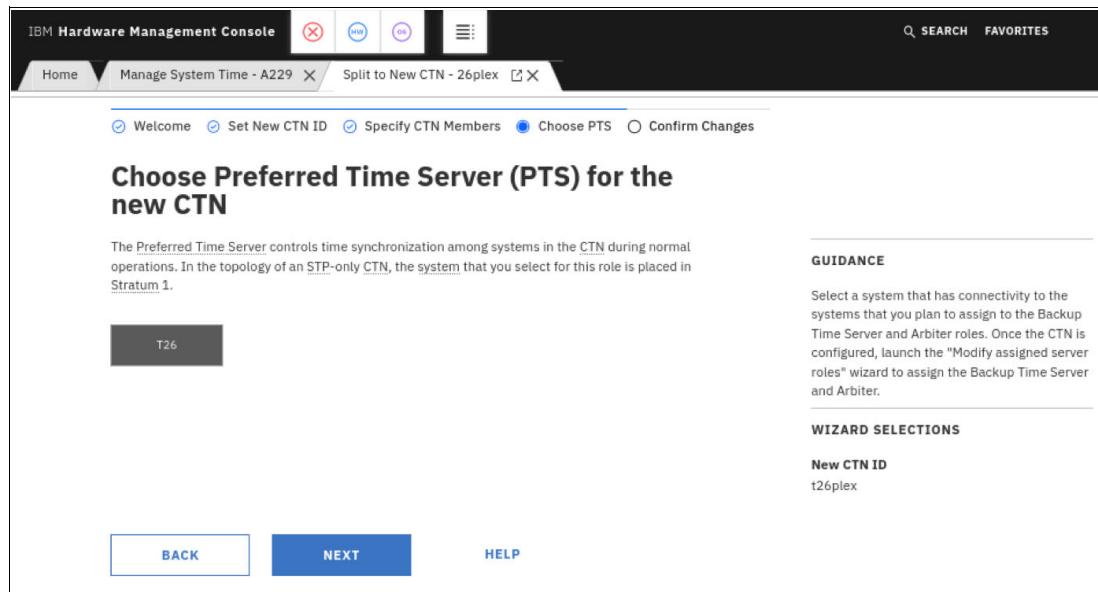 IBM Hardware Management Console
HW
OS
SEARCH FAVORITES
Home
Manage System Time - A229
Split to New CTN - 26plex
Welcome Set New CTN ID Specify CTN Members Choose PTS Confirm Changes
Choose Preferred Time Server (PTS) for the
new CTN
The Preferred Time Server controls time synchronization among systems in the CTN during normal
operations. In the topology of an STP-only CTN, the system that you select for this role is placed in
Stratum 1.
T26
GUIDANCE
Select a system that has connectivity to the
systems that you plan to assign to the Backup
Time Server and Arbiter roles. Once the CTN is
configured, launch the "Modify assigned server
roles" wizard to assign the Backup Time Server
and Arbiter.
WIZARD SELECTIONS
New CTN ID
t26plex
BACK
NEXT
HELP